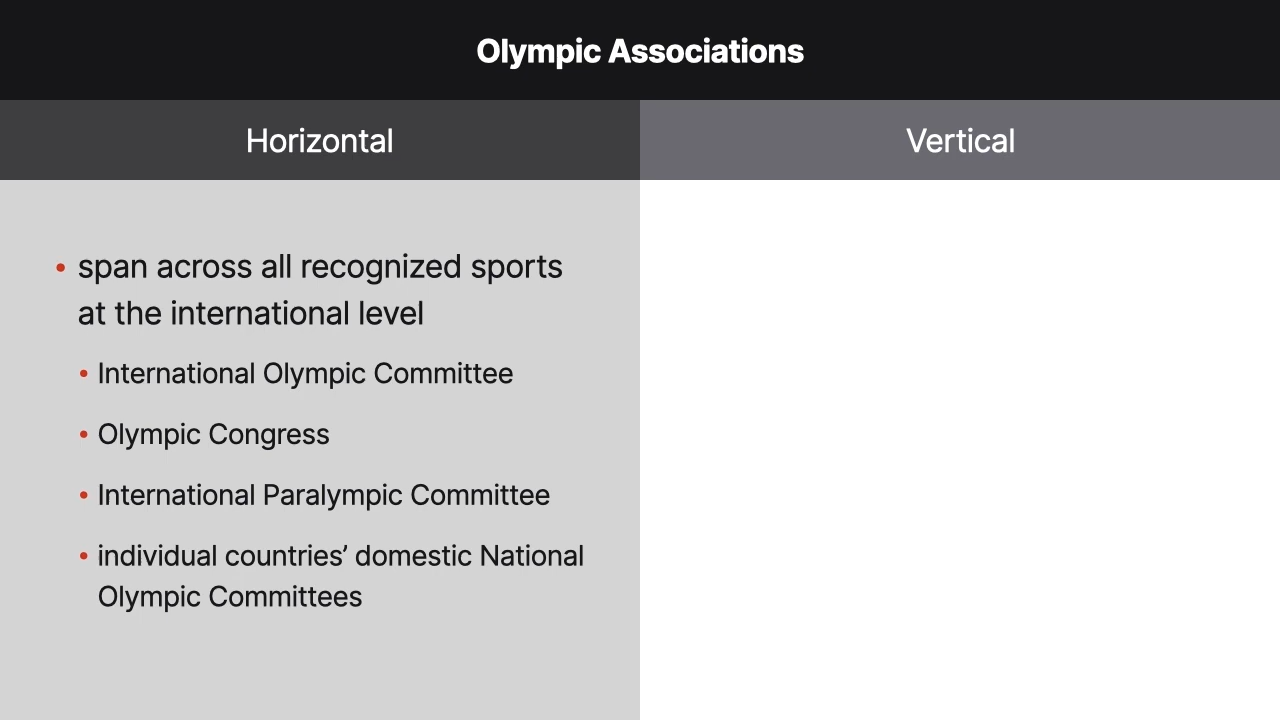 Olympic Associations
Horizontal
Vertical
• span across all recognized sports
at the international level
• International Olympic Committee
• Olympic Congress
• International Paralympic Committee
• individual countries’ domestic National
Olympic Committees